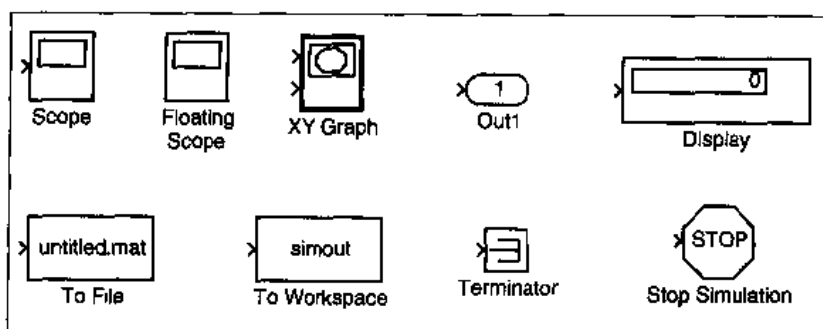 Scope
Floating
Scope
XY Graph
1
Out1
0
Display
untitled.mat
To File
simout
To Workspace
Terminator
STOP
Stop Simulation